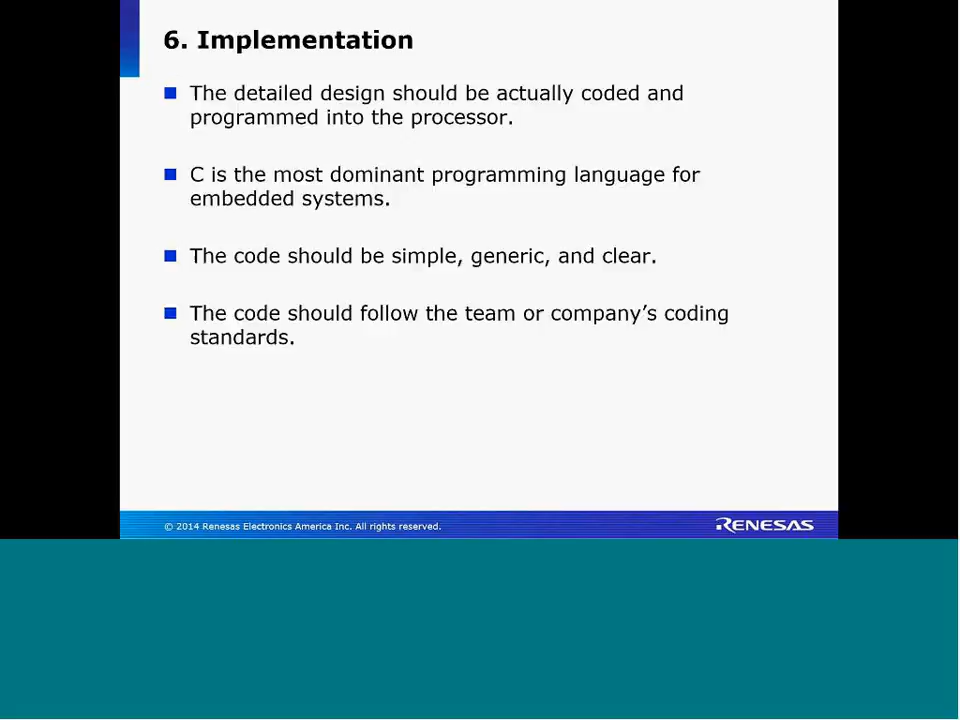 6. Implementation
The detailed design should be actually coded and
programmed into the processor.
C is the most dominant programming language for
embedded systems.
The code should be simple, generic, and clear.
The code should follow the team or company's coding
standards.
© 2014 Renesas Electronics America Inc. All rights reserved.
RENESAS